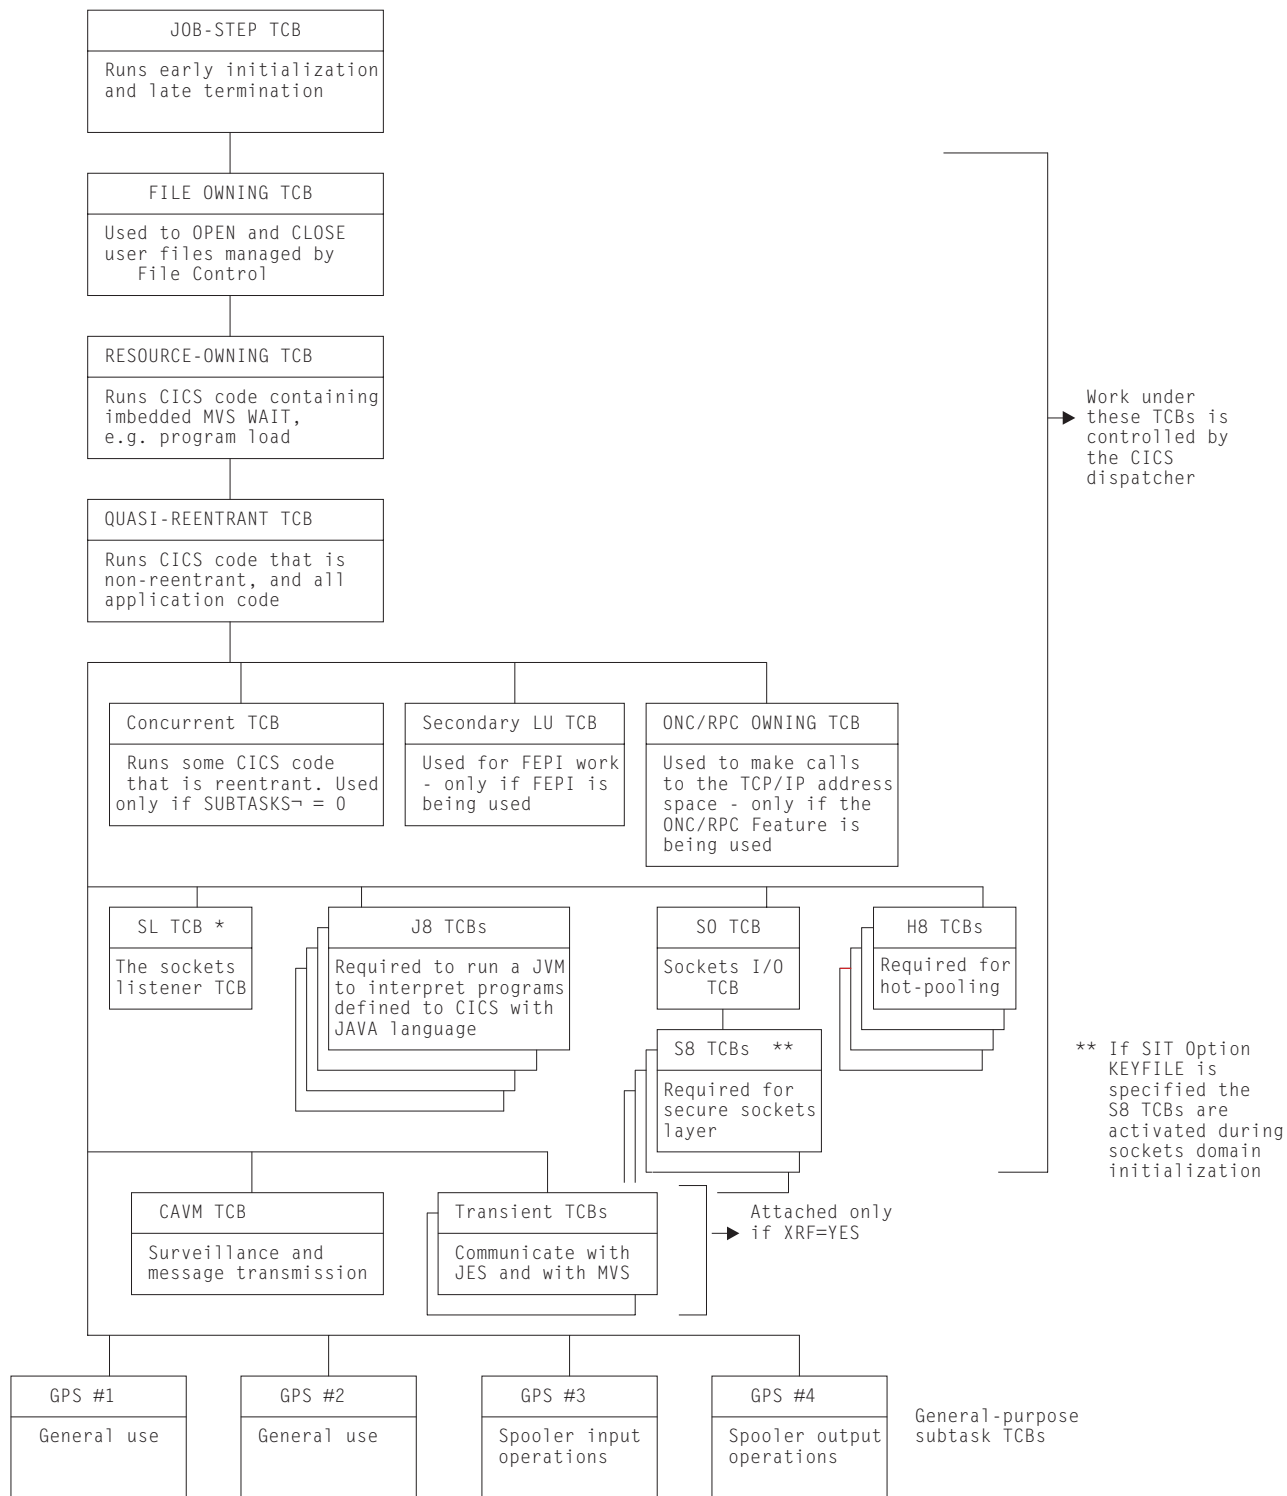 JOB-STEP TCB
Runs early initialization
and late termination
FILE OWNING TCB
Used to OPEN and CLOSE
user files managed by
File Control
RESOURCE-OWNING TCB
Runs CICS code containing
imbedded MVS WAIT,
e.g. program load
Work under
these TCBs is
controlled by
the CICS
dispatcher
QUASI-REENTRANT TCB
Runs CICS code that is
non-reentrant, and all
application code
Concurrent TCB
Runs some CICS code
that is reentrant. Used
only if SUBTASKS¬ = 0
Secondary LU TCB
Used for FEPI work
- only if FEPI is
being used
ONC/RPC OWNING TCB
Used to make calls
to the TCP/IP address
space - only if the
ONC/RPC Feature is
being used
SL TCB *
The sockets
listener TCB
J8 TCBs
Required to run a JVM
to interpret programs
defined to CICS with
JAVA language
SO TCB
Sockets I/O
TCB
H8 TCBs
Required for
hot-pooling
S8 TCBs **
Required for
secure sockets
layer
** If SIT Option
KEYFILE is
specified the
S8 TCBs are
activated during
sockets domain
initialization
CAVM TCB
Surveillance and
message transmission
Transient TCBs
Communicate with
JES and with MVS
Attached only
if XRF=YES
GPS #1
General use
GPS #2
General use
GPS #3
Spooler input
operations
GPS #4
Spooler output
operations
General-purpose
subtask TCBs